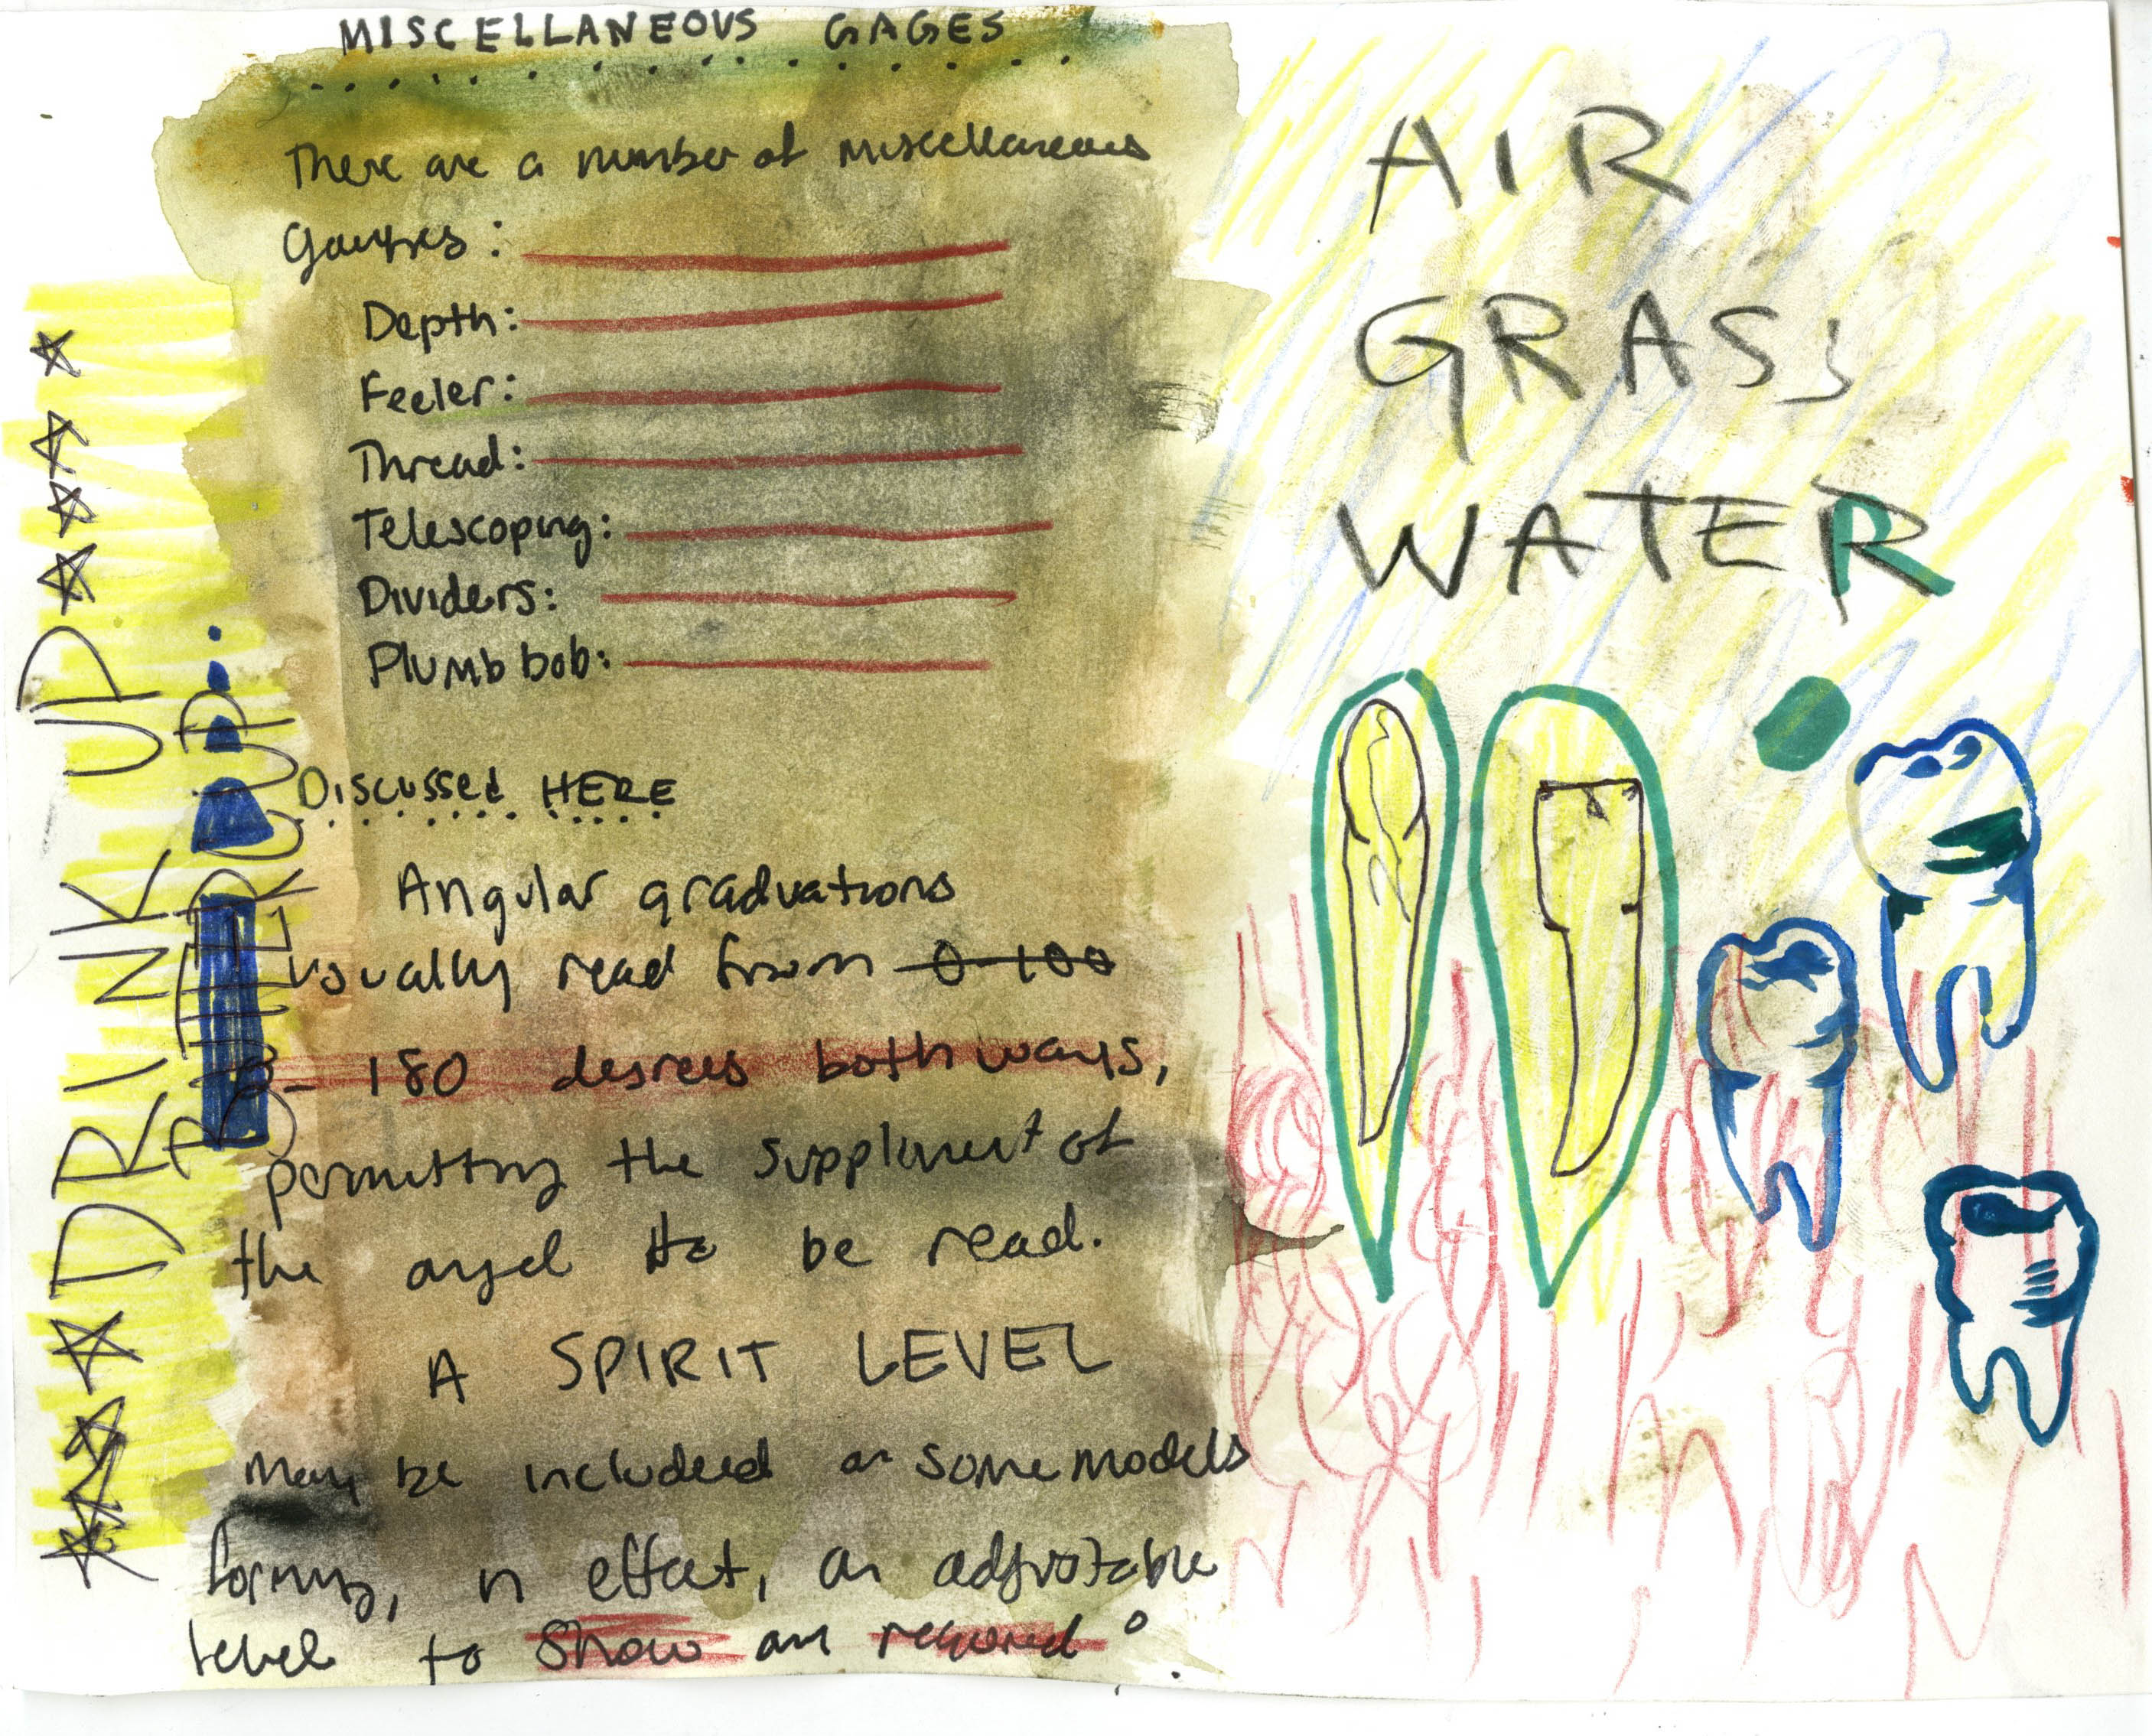 MISCELLANEOUS GAGES
There are a number of miscellaneous
Gauges:
Depth:
Feeler:
Thread:
Telescoping:
Dividers:
Plumb bob:
Discussed HERE
Angular graduations
usually read from 0-100
0-180 degrees both ways,
permitting the supplement of
the angel to be read.
A SPIRIT LEVEL
May be included on some models
forming, in effect, an adjustable
level to show an required °.
DRINK UP
BUTTERCUP.
AIR
GRASS
WATER